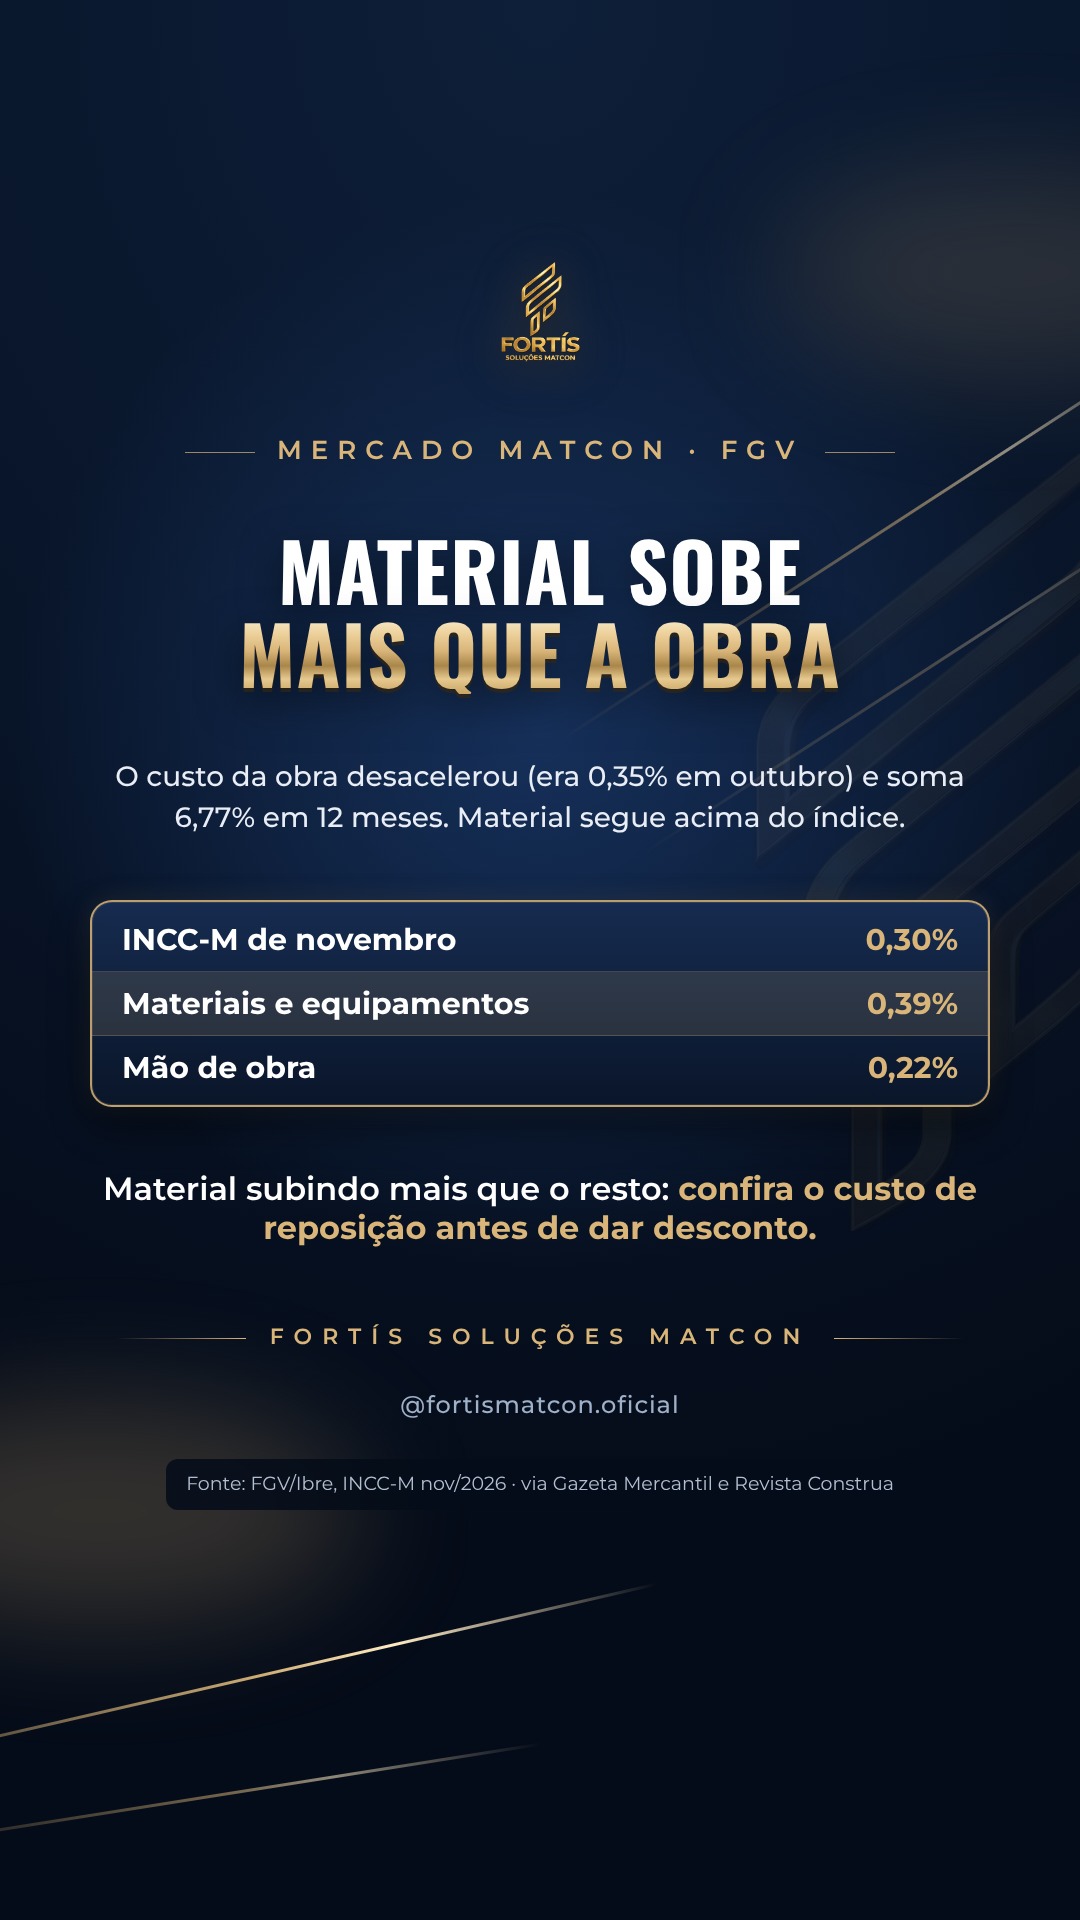 FORTÍS
SOLUÇÕES MATCON
MERCADO MATCON · FGV
MATERIAL SOBE
MAIS QUE A OBRA
O custo da obra desacelerou (era 0,35% em outubro) e soma
6,77% em 12 meses. Material segue acima do índice.
INCC-M de novembro 0,30%
Materiais e equipamentos 0,39%
Mão de obra 0,22%
Material subindo mais que o resto: confira o custo de
reposição antes de dar desconto.
FORTÍS SOLUÇÕES MATCON
@fortismatcon.oficial
Fonte: FGV/Ibre, INCC-M nov/2026 · via Gazeta Mercantil e Revista Construa